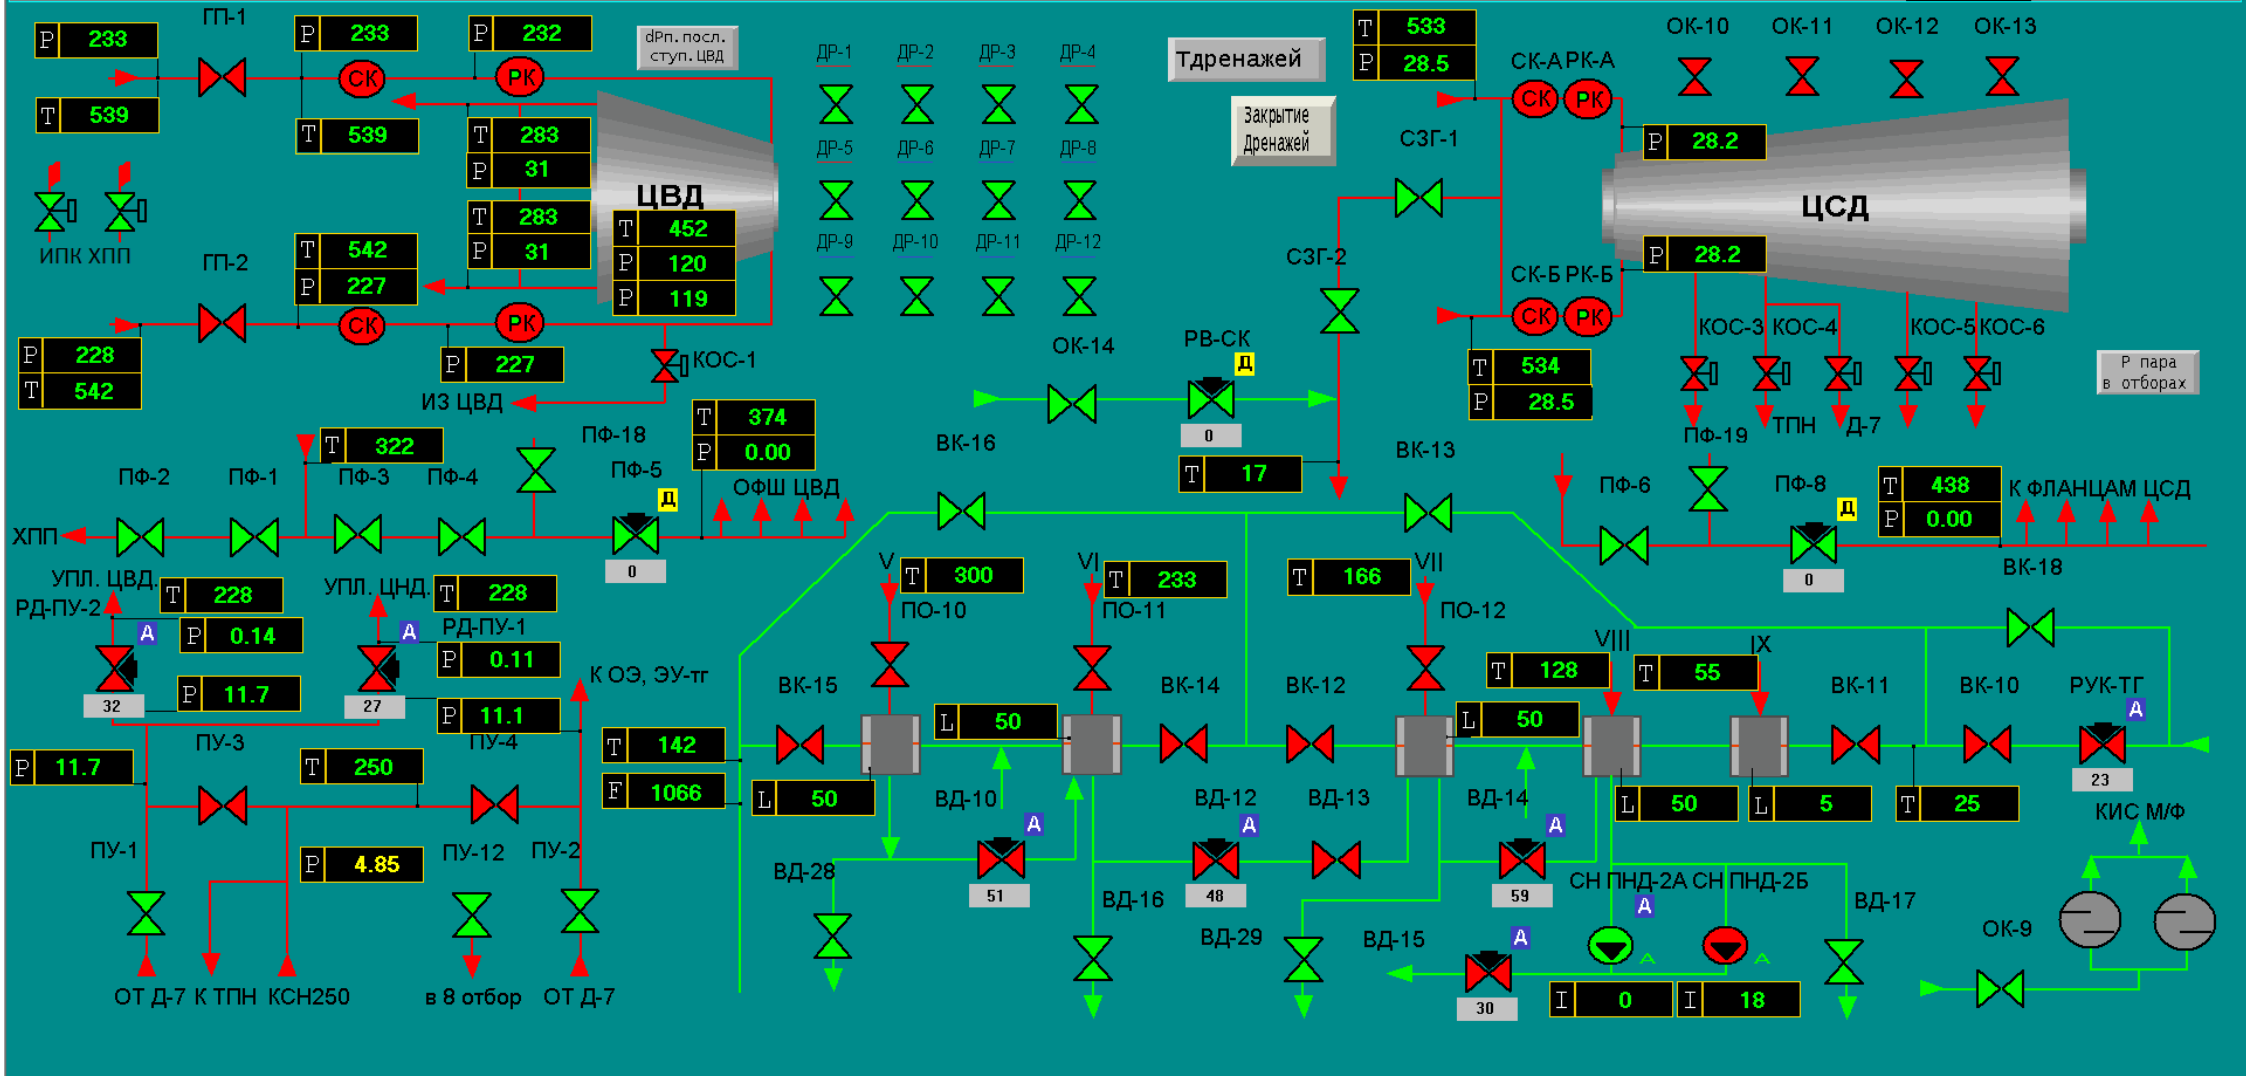 ГП-1
P 233
P 233
P 232
dPп.посл.
ступ.ЦВД
T 539
СК
РК
T 539
T 283
P 31
T 283
P 31
ЦВД
T 452
P 120
P 119
ИПК ХПП
ГП-2
T 542
P 227
СК
РК
P 228
T 542
P 227
КОС-1
ИЗ ЦВД
ДР-1 ДР-2 ДР-3 ДР-4
ДР-5 ДР-6 ДР-7 ДР-8
ДР-9 ДР-10 ДР-11 ДР-12
Тдренажей
Закрытие
Дренажей
T 533
P 28.5
СК-А РК-А
СК РК
ОК-10 ОК-11 ОК-12 ОК-13
СЗГ-1
СЗГ-2
P 28.2
ЦСД
P 28.2
СК-Б РК-Б
СК РК
T 534
P 28.5
КОС-3 КОС-4 КОС-5 КОС-6
P пара
в отборах
ТПН Д-7
ОК-14
РВ-СК
Д
0
T 17
ВК-16
ВК-13
T 322
ПФ-18
T 374
P 0.00
ПФ-2 ПФ-1 ПФ-3 ПФ-4 ПФ-5
Д
ОФШ ЦВД
ХПП
0
ПФ-19
ПФ-6
ПФ-8
Д
T 438
P 0.00
К ФЛАНЦАМ ЦСД
0
ВК-18
УПЛ. ЦВД.
РД-ПУ-2
T 228
А
P 0.14
P 11.7
32
УПЛ. ЦНД.
T 228
А
РД-ПУ-1
P 0.11
P 11.1
27
К ОЭ, ЭУ-тг
ПУ-3
ПУ-4
P 11.7
T 250
ПУ-1
P 4.85
ПУ-12
ПУ-2
ОТ Д-7 К ТПН КСН250 в 8 отбор ОТ Д-7
V
T 300
VI
T 233
T 166
VII
ПО-10
ПО-11
ПО-12
VIII
IX
T 128
T 55
ВК-15
ВК-14
ВК-12
ВК-11
ВК-10
РУК-ТГ
А
T 142
F 1066
L 50
L 50
L 50
L 50
L 5
T 25
23
ВД-10
А
51
ВД-12
А
48
ВД-13
ВД-14
А
59
КИС М/Ф
ВД-28
ВД-16
ВД-29
ВД-15
А
30
СН ПНД-2А СН ПНД-2Б
А
А
А
I 0
I 18
ВД-17
ОК-9